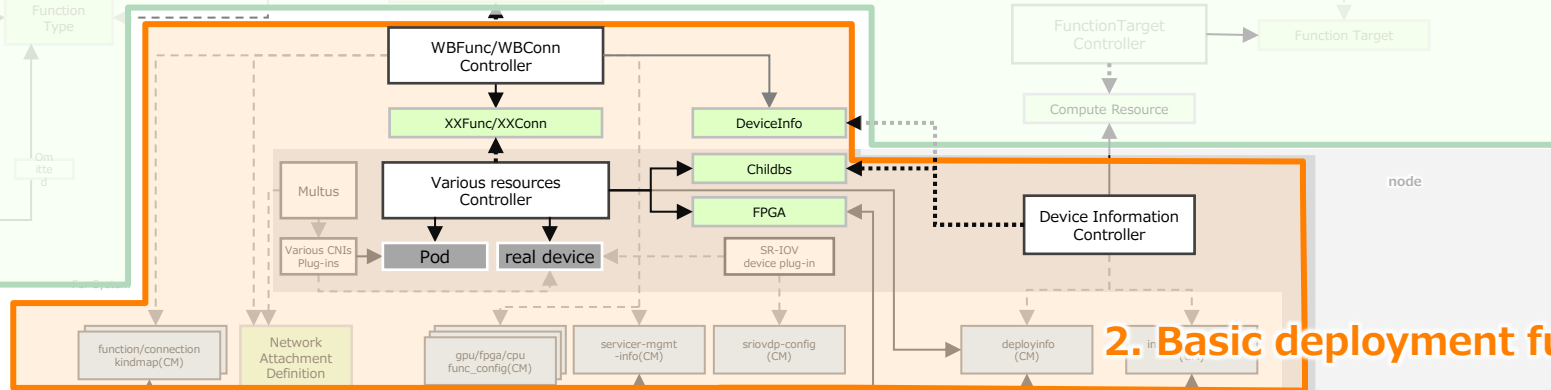 Function
Type
WBFunc/WBConn
Controller
FunctionTarget
Controller
Function Target
Compute Resource
XXFunc/XXConn
DeviceInfo
Om
itte
d
Multus
Various resources
Controller
Childbs
FPGA
node
Device Information
Controller
Various CNIs
Plug-ins
Pod
real device
SR-IOV
device plug-in
function/connection
kindmap(CM)
Network
Attachment
Definition
gpu/fpga/cpu
func_config(CM)
servicer-mgmt
-info(CM)
sriovdp-config
(CM)
deployinfo
(CM)
2. Basic deployment fu